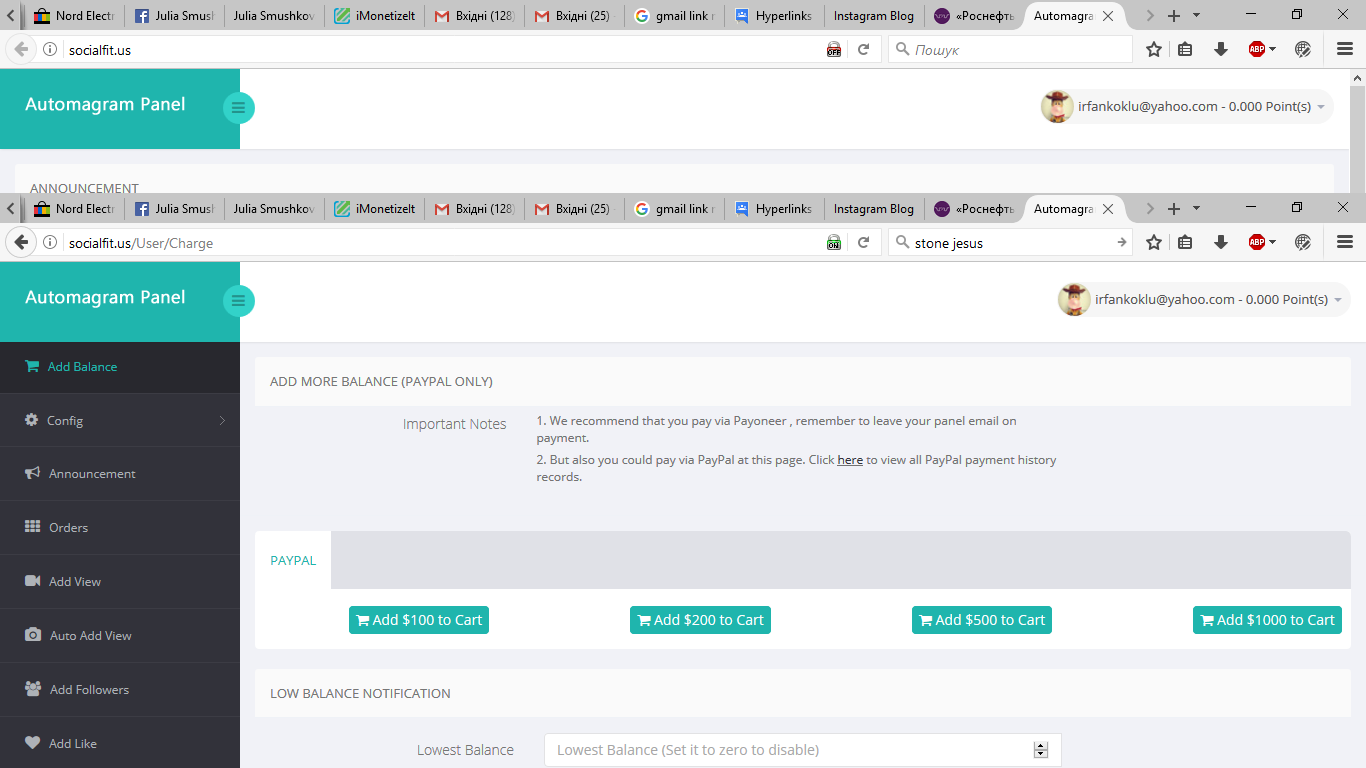 Nord Electr
Julia Smush
Julia Smushkov
iMonetizeIt
Вхідні (128)
Вхідні (25)
gmail link r
Hyperlinks
Instagram Blog
«Роснефть
Automagram
socialfit.us
OFF
Пошук
ABP
Automagram Panel
irfankoklu@yahoo.com - 0.000 Point(s)
ANNOUNCEMENT
Nord Electr
Julia Smush
Julia Smushkov
iMonetizeIt
Вхідні (128)
Вхідні (25)
gmail link r
Hyperlinks
Instagram Blog
«Роснефть
Automagra
socialfit.us/User/Charge
ON
stone jesus
ABP
Automagram Panel
irfankoklu@yahoo.com - 0.000 Point(s)
Add Balance
Config
Announcement
Orders
Add View
Auto Add View
Add Followers
Add Like
ADD MORE BALANCE (PAYPAL ONLY)
Important Notes
1. We recommend that you pay via Payoneer , remember to leave your panel email on
payment.
2. But also you could pay via PayPal at this page. Click here to view all PayPal payment history
records.
PAYPAL
Add $100 to Cart
Add $200 to Cart
Add $500 to Cart
Add $1000 to Cart
LOW BALANCE NOTIFICATION
Lowest Balance
Lowest Balance (Set it to zero to disable)